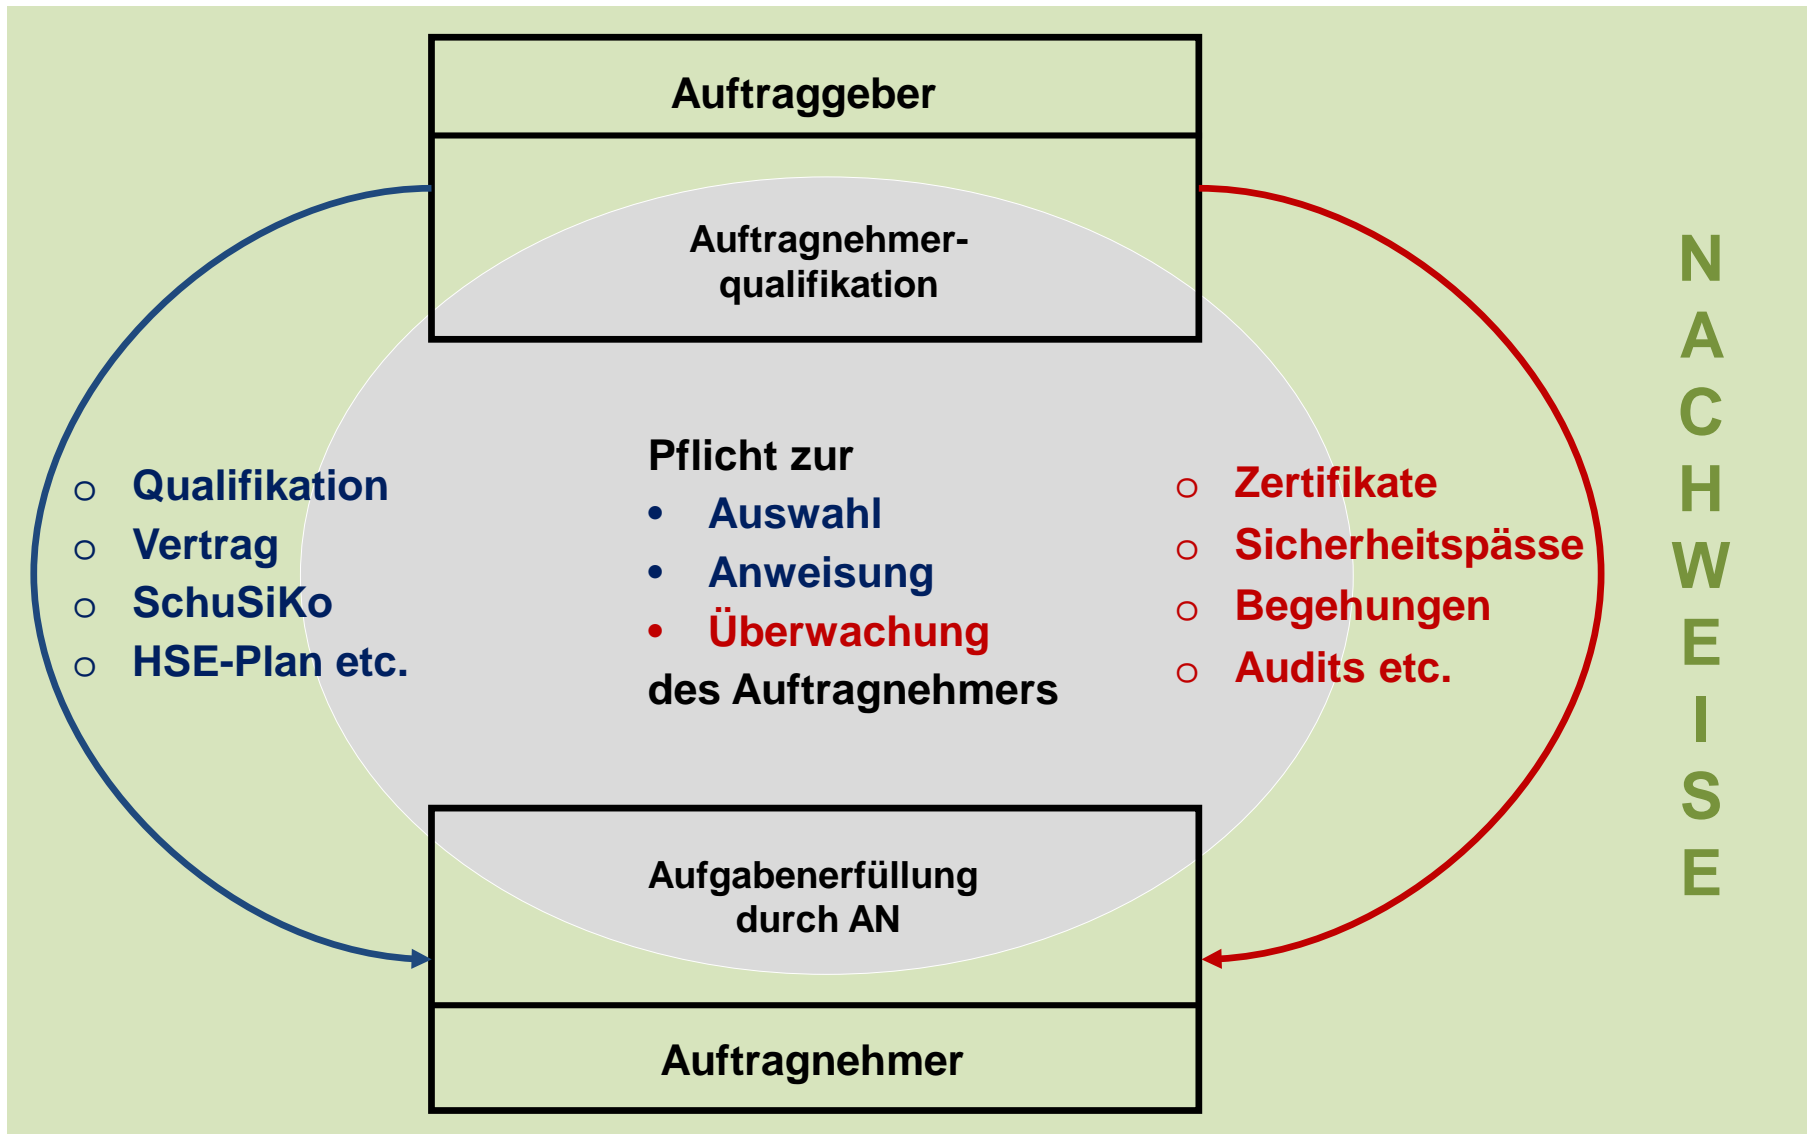 Auftraggeber
Auftragnehmer-
qualifikation
o Qualifikation
o Vertrag
o SchuSiKo
o HSE-Plan etc.
Pflicht zur
• Auswahl
• Anweisung
• Überwachung
des Auftragnehmers
o Zertifikate
o Sicherheitspässe
o Begehungen
o Audits etc.
Aufgabenerfüllung
durch AN
Auftragnehmer
N
A
C
H
W
E
I
S
E